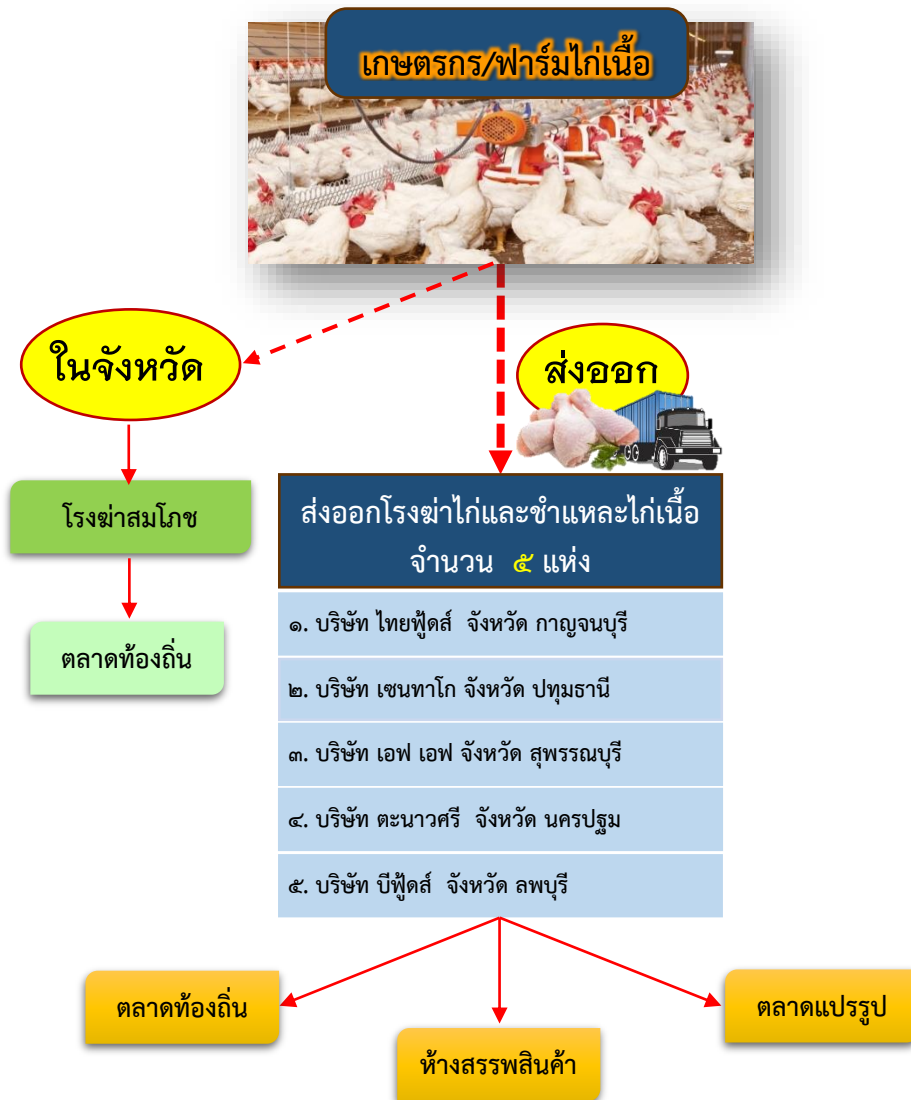 เกษตรกร/ฟาร์มไก่เนื้อ
ในจังหวัด
ส่งออก
โรงฆ่าสมโภช
ตลาดท้องถิ่น
ส่งออกโรงฆ่าไก่และชำแหละไก่เนื้อ
จำนวน ๕ แห่ง
๑. บริษัท ไทยฟู้ดส์ จังหวัด กาญจนบุรี
๒. บริษัท เซนทาโก จังหวัด ปทุมธานี
๓. บริษัท เอฟ เอฟ จังหวัด สุพรรณบุรี
๔. บริษัท ตะนาวศรี จังหวัด นครปฐม
๕. บริษัท บีฟู้ดส์ จังหวัด ลพบุรี
ตลาดท้องถิ่น
ห้างสรรพสินค้า
ตลาดแปรรูป